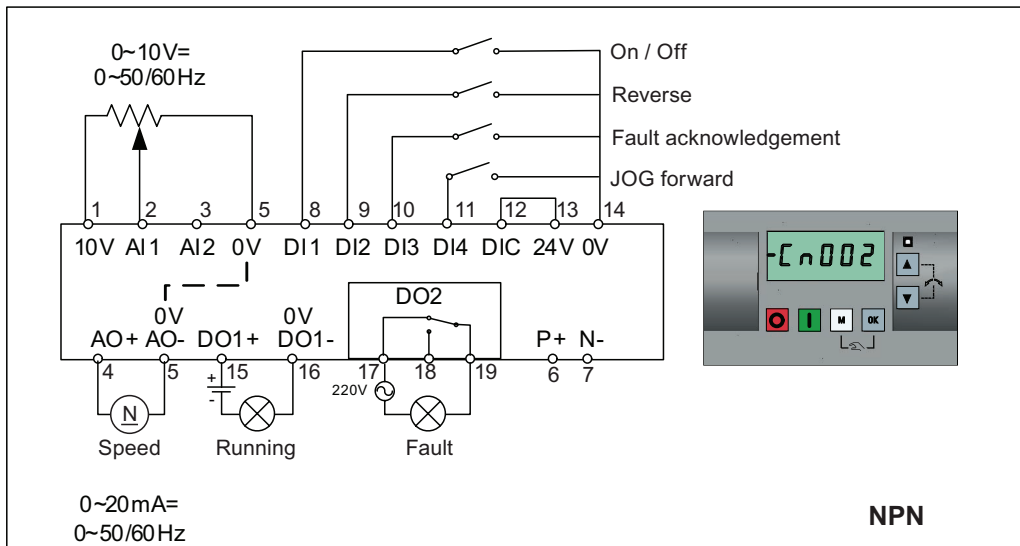 0~10V=
0~50/60Hz
On / Off
Reverse
Fault acknowledgement
JOG forward
1 2 3 5 8 9 10 11 12 13 14
10V AI1 AI2 0V DI1 DI2 DI3 DI4 DIC 24V 0V
-Cn002
M OK
DO2
0V 0V
AO+ AO- DO1+ DO1- P+ N-
4 5 15 16 17 18 19 6 7
+
-
220V
N
Speed Running Fault
0~20mA=
0~50/60Hz
NPN